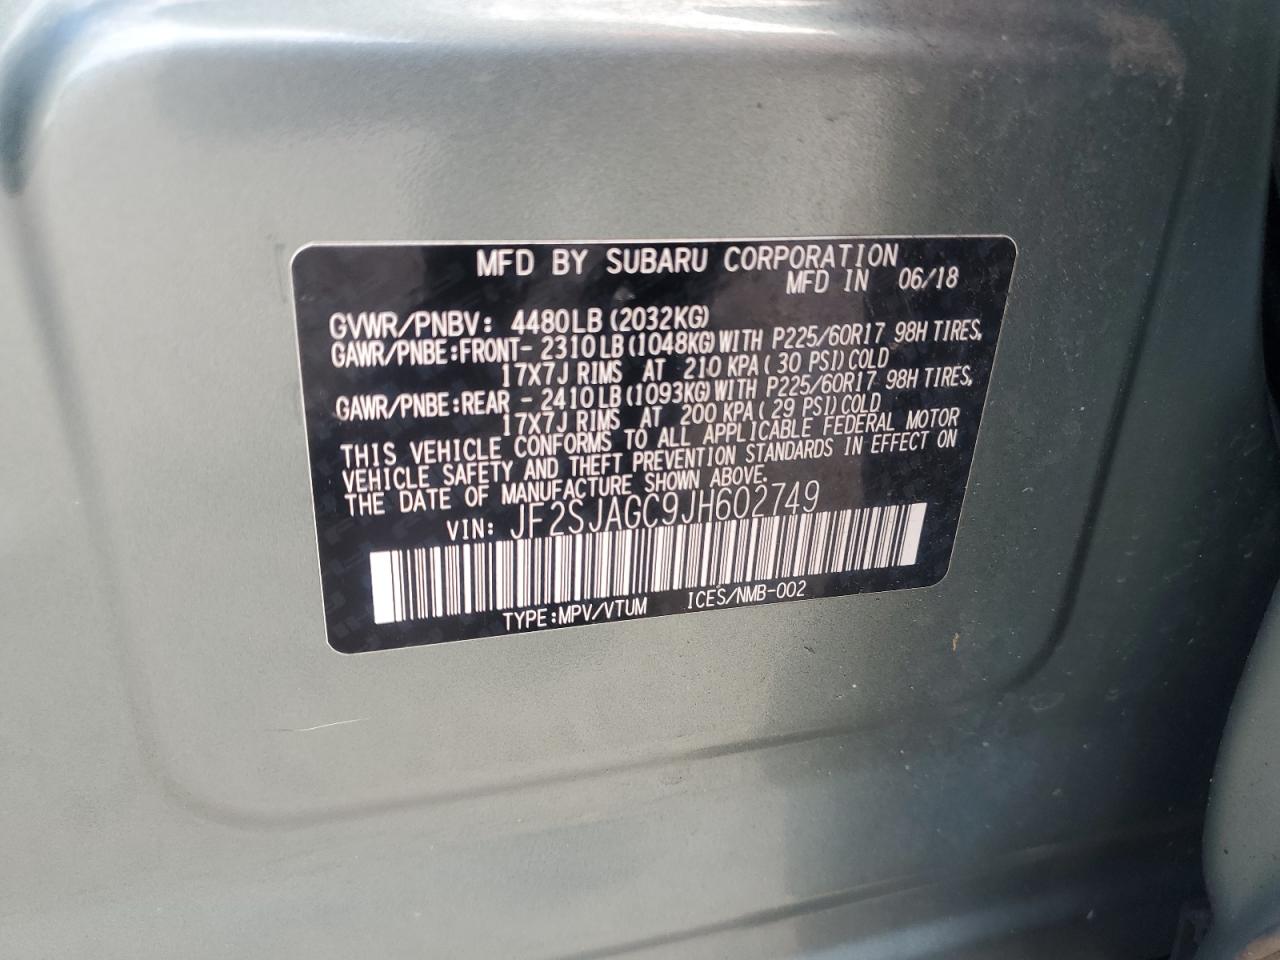 MFD BY SUBARU CORPORATION
MFD IN 06/18
GVWR/PNBV: 4480LB (2032KG)
GAWR/PNBE:FRONT- 2310LB (1048KG) WITH P225/60R17 98H TIRES,
17X7J RIMS AT 210 KPA ( 30 PSI) COLD
GAWR/PNBE:REAR - 2410LB (1093KG) WITH P225/60R17 98H TIRES,
17X7J RIMS AT 200 KPA ( 29 PSI) COLD
THIS VEHICLE CONFORMS TO ALL APPLICABLE FEDERAL MOTOR
VEHICLE SAFETY AND THEFT PREVENTION STANDARDS IN EFFECT ON
THE DATE OF MANUFACTURE SHOWN ABOVE.
VIN: JF2SJAGC9JH602749
TYPE:MPV/VTUM ICES/NMB-002